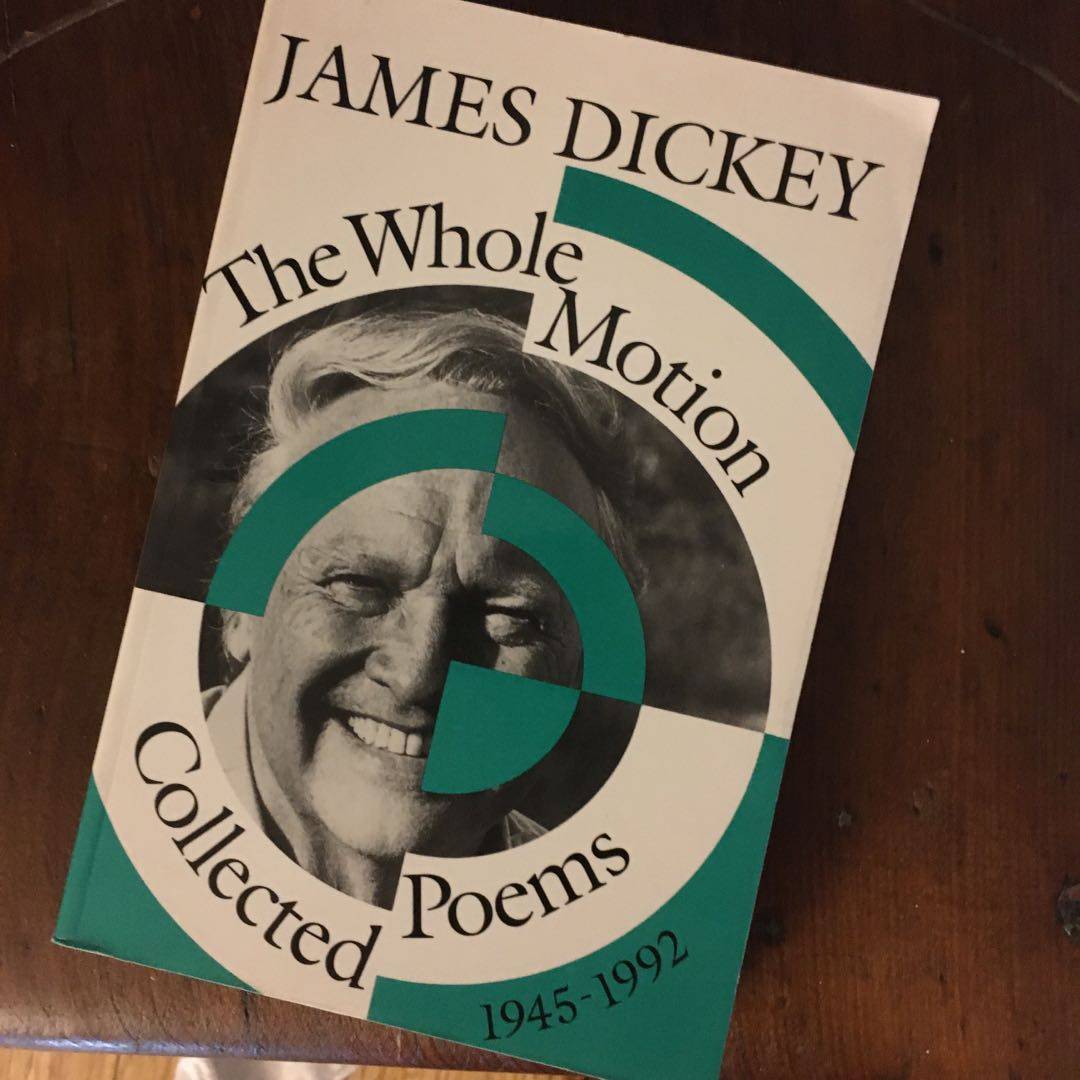 JAMES DICKEY
The Whole
Motion
Collected
Poems
1945-1992